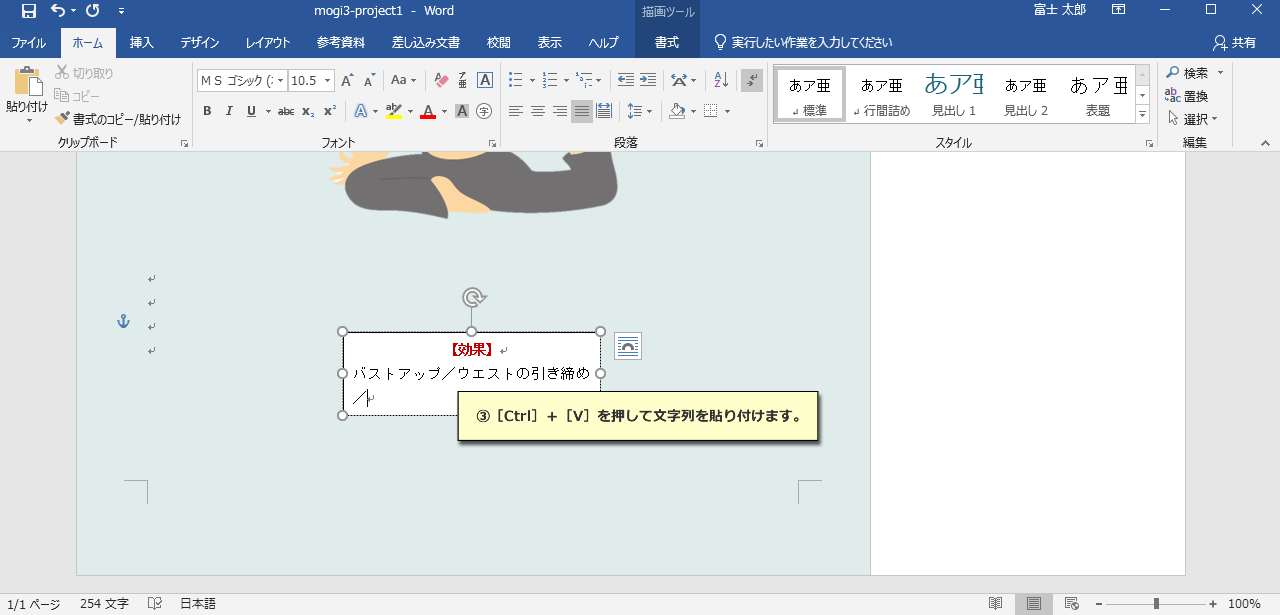 mogi3-project1 - Word
描画ツール
富士 太郎
ファイル ホーム 挿入 デザイン レイアウト 参考資料 差し込み文書 校閲 表示 ヘルプ 書式 実行したい作業を入力してください 共有
貼り付け
切り取り
コピー
書式のコピー/貼り付け
クリップボード
ＭＳ ゴシック (: 10.5
フォント
段落
あア亜 標準
あア亜 行間詰め
あア亜 見出し 1
あア亜 見出し 2
あア亜 表題
スタイル
検索
置換
選択
編集
【効果】
バストアップ／ウエストの引き締め
／
③［Ctrl］＋［V］を押して文字列を貼り付けます。
1/1 ページ 254 文字 日本語
100%